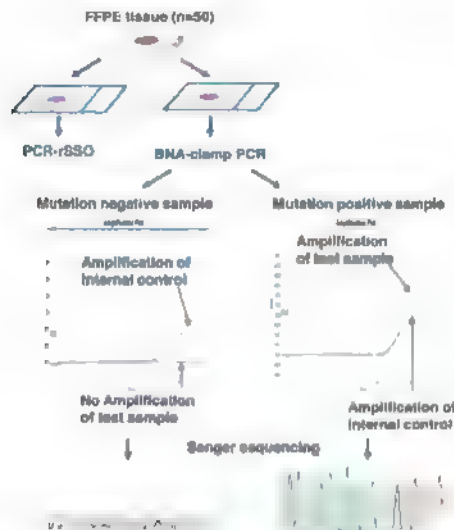 FFPE tissue (n=50)
PCR-rSSO
BNA-clamp PCR
Mutation negative sample
Mutation positive sample
Amplification of
internal control
Amplification
of test sample
No Amplification
of test sample
Amplification of
internal control
Sanger sequencing